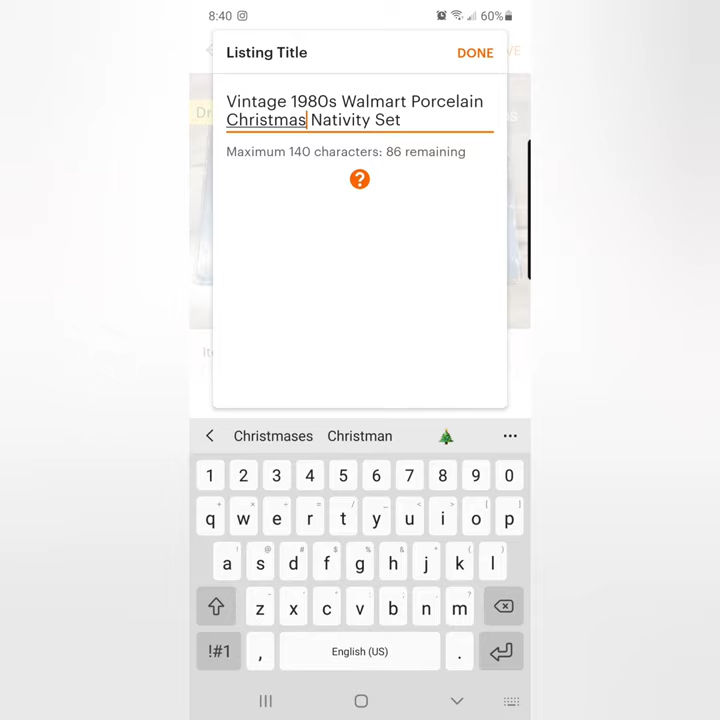 8:40 60%
Listing Title DONE
Vintage 1980s Walmart Porcelain
Christmas Nativity Set
Maximum 140 characters: 86 remaining
?
Christmases Christman
1 2 3 4 5 6 7 8 9 0
q w e r t y u i o p
a s d f g h j k l
z x c v b n m
!#1 , English (US) .